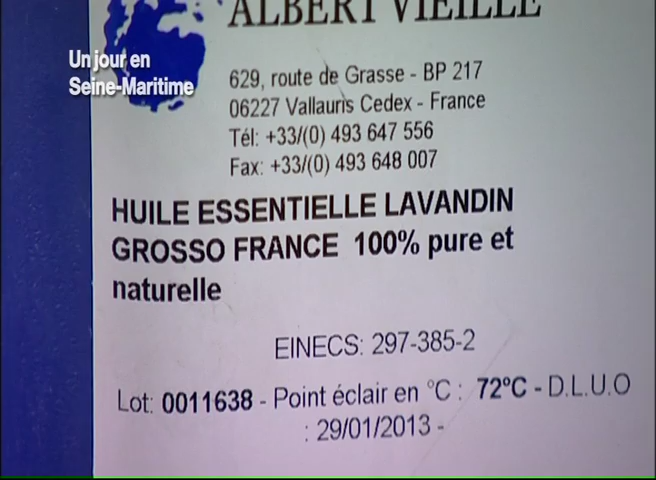 ALBERT VIEILLE
Un jour en
Seine-Maritime
629, route de Grasse - BP 217
06227 Vallauris Cedex - France
Tél: +33/(0) 493 647 556
Fax: +33/(0) 493 648 007
HUILE ESSENTIELLE LAVANDIN
GROSSO FRANCE 100% pure et
naturelle
EINECS: 297-385-2
Lot: 0011638 - Point éclair en °C : 72ºC - D.L.U.O
: 29/01/2013 -